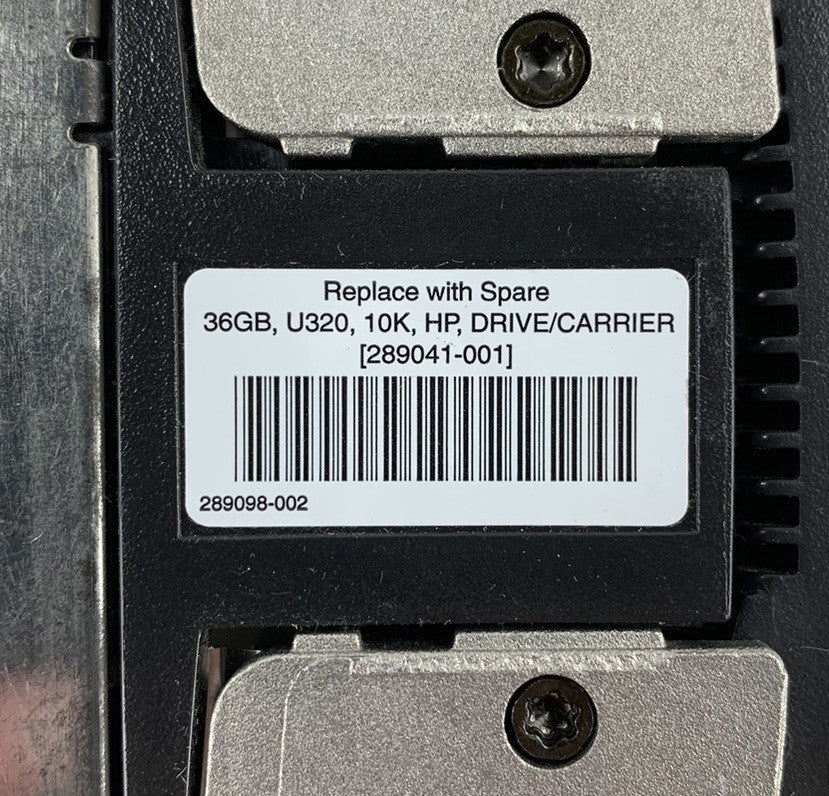 Replace with Spare
36GB, U320, 10K, HP, DRIVE/CARRIER
[289041-001]
289098-002